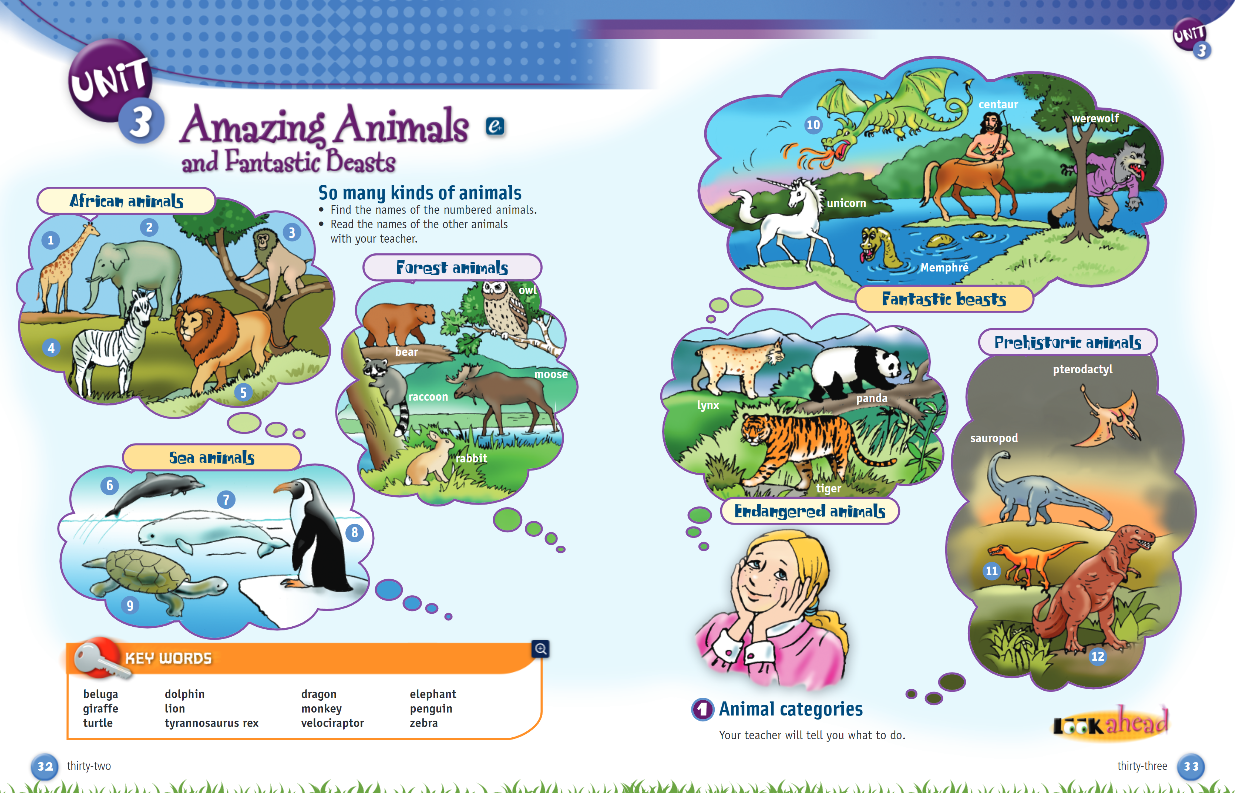 UNIT
3
Amazing Animals
and Fantastic Beasts
e+
So many kinds of animals
• Find the names of the numbered animals.
• Read the names of the other animals
with your teacher.
African animals
1
2
3
4
5
Forest animals
owl
bear
moose
raccoon
rabbit
Sea animals
6
7
8
9
KEY WORDS
beluga dolphin dragon elephant
giraffe lion monkey penguin
turtle tyrannosaurus rex velociraptor zebra
32 thirty-two
UNIT
3
10
centaur
werewolf
unicorn
Memphré
Fantastic beasts
lynx
panda
tiger
Endangered animals
Prehistoric animals
pterodactyl
sauropod
11
12
1 Animal categories
Your teacher will tell you what to do.
LOOK ahead
thirty-three 33